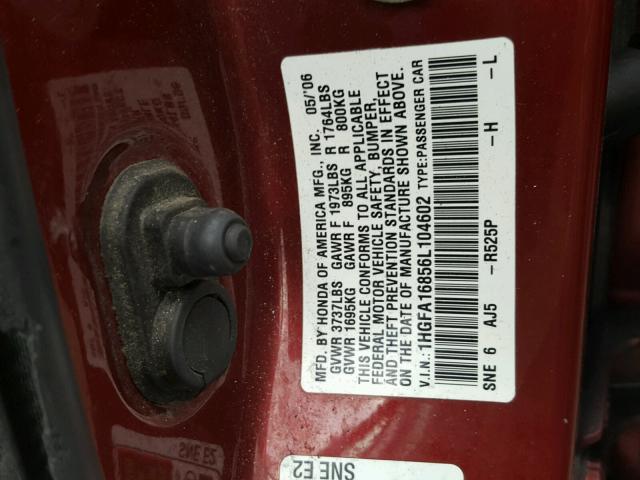 MFD. BY HONDA OF AMERICA MFG., INC. 05/'06
GVWR 3737LBS GAWR F 1973LBS R 1764LBS
GVWR 1695KG GAWR F 895KG R 800KG
THIS VEHICLE CONFORMS TO ALL APPLICABLE
FEDERAL MOTOR VEHICLE SAFETY, BUMPER,
AND THEFT PREVENTION STANDARDS IN EFFECT
ON THE DATE OF MANUFACTURE SHOWN ABOVE.
V.I.N.:1HGFA16856L104602 TYPE:PASSENGER CAR
SNE 6 AJ5 -R525P -H -L
SNE E2
SNE E2